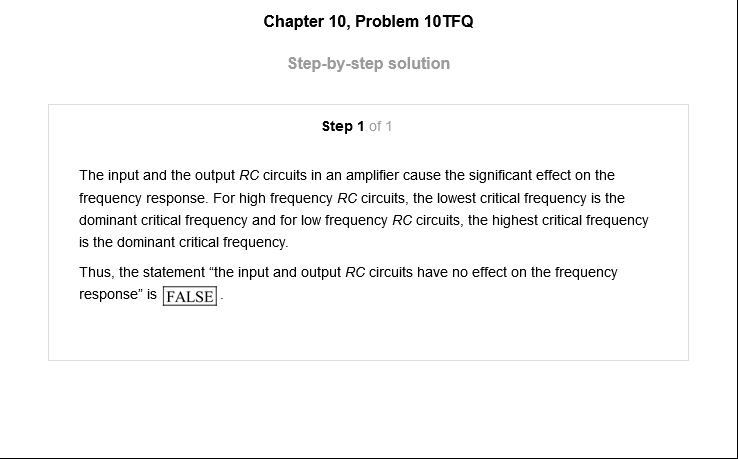 Chapter 10, Problem 10TFQ
Step-by-step solution
Step 1 of 1
The input and the output RC circuits in an amplifier cause the significant effect on the
frequency response. For high frequency RC circuits, the lowest critical frequency is the
dominant critical frequency and for low frequency RC circuits, the highest critical frequency
is the dominant critical frequency.
Thus, the statement “the input and output RC circuits have no effect on the frequency
response” is FALSE.